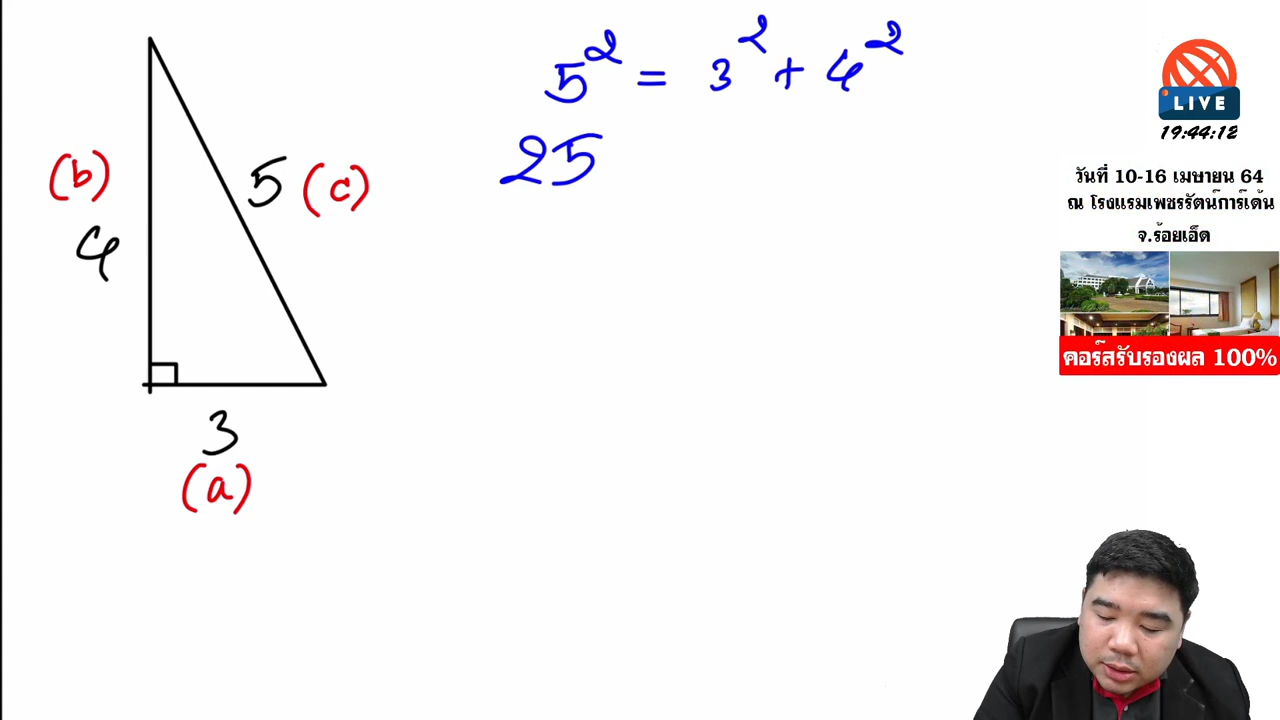 5² = 3² + 4²
25
(b)
4
5 (c)
3
(a)
LIVE
19:44:12
วันที่ 10-16 เมษายน 64
ณ โรงแรมเพชรรัตน์การ์เด้น
จ.ร้อยเอ็ด
คอร์สรับรองผล 100%